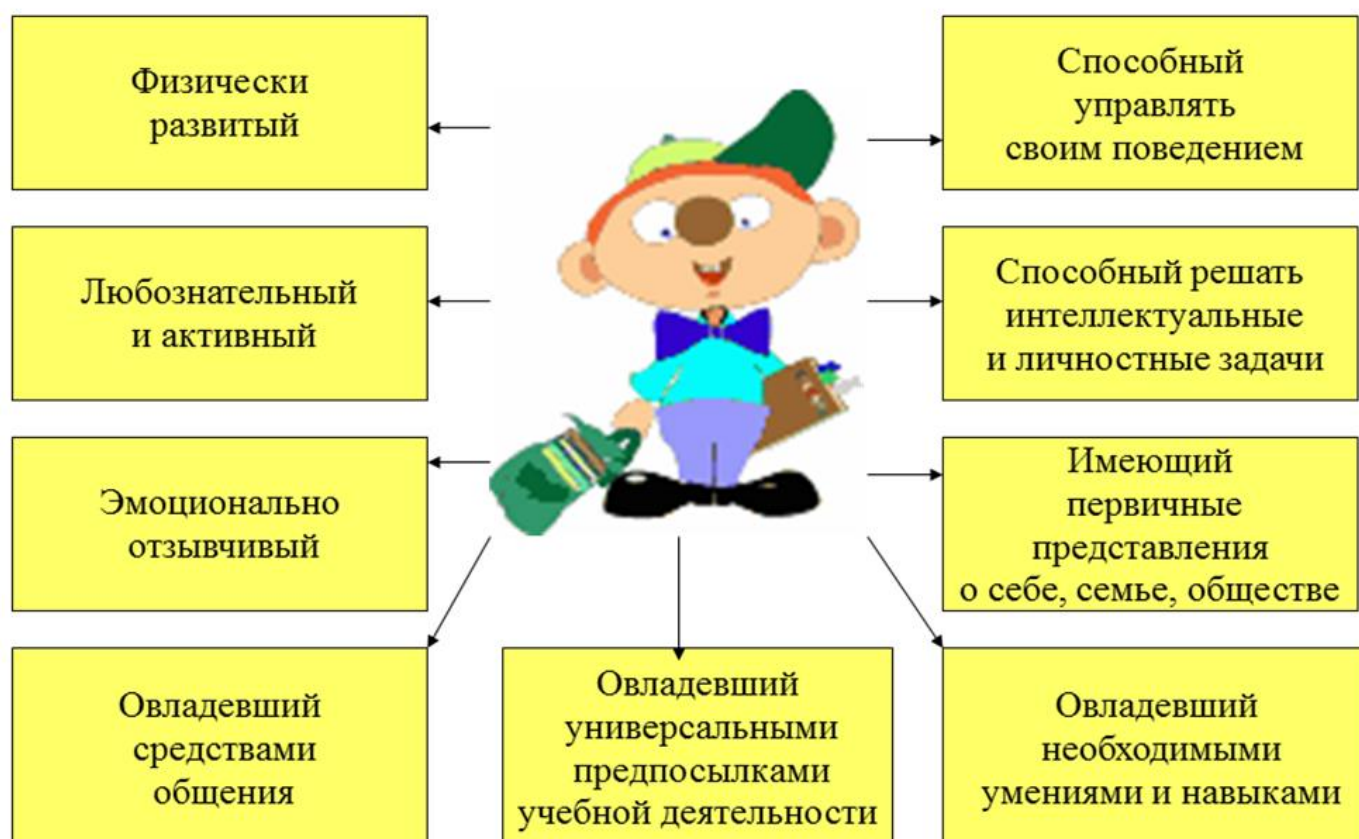 Физически
развитый
Способный
управлять
своим поведением
Любознательный
и активный
Способный решать
интеллектуальные
и личностные задачи
Эмоционально
отзывчивый
Имеющий
первичные
представления
о себе, семье, обществе
Овладевший
средствами
общения
Овладевший
универсальными
предпосылками
учебной деятельности
Овладевший
необходимыми
умениями и навыками